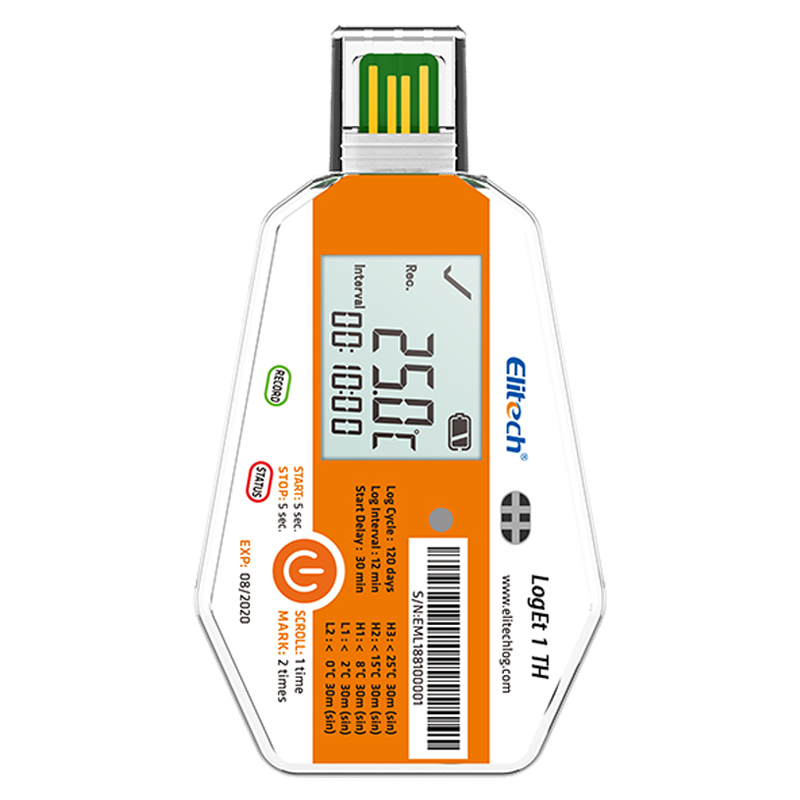 Elitech®
LogEt 1 TH
www.elitechlog.com
Rec.
25.0℃
Interval
00:10:00
S/N:EML188100001
Log Cycle : 120 days
Log Interval : 12 min
Start Delay : 30 min
H3: < 25℃ 30m (sin)
H2: < 15℃ 30m (sin)
H1: < 8℃ 30m (sin)
L1 : < 2℃ 30m (sin)
L2 : < 0℃ 30m (sin)
RECORD
STATUS
START: 5 sec.
STOP: 5 sec.
SCROLL: 1 time
MARK: 2 times
EXP: 08/2020